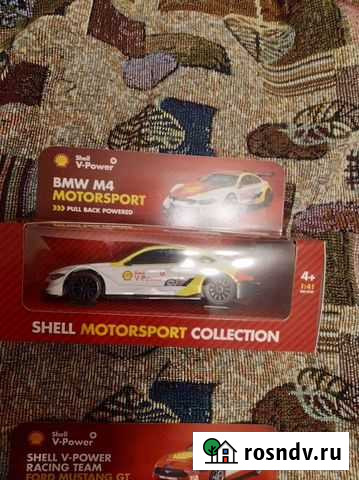 Shell
V-Power
BMW M4
MOTORSPORT
>>> PULL BACK POWERED
4+
1:41
SHELL MOTORSPORT COLLECTION
Shell
V-Power
SHELL V-POWER
RACING TEAM
FORD MUSTANG GT
rosndv.ru